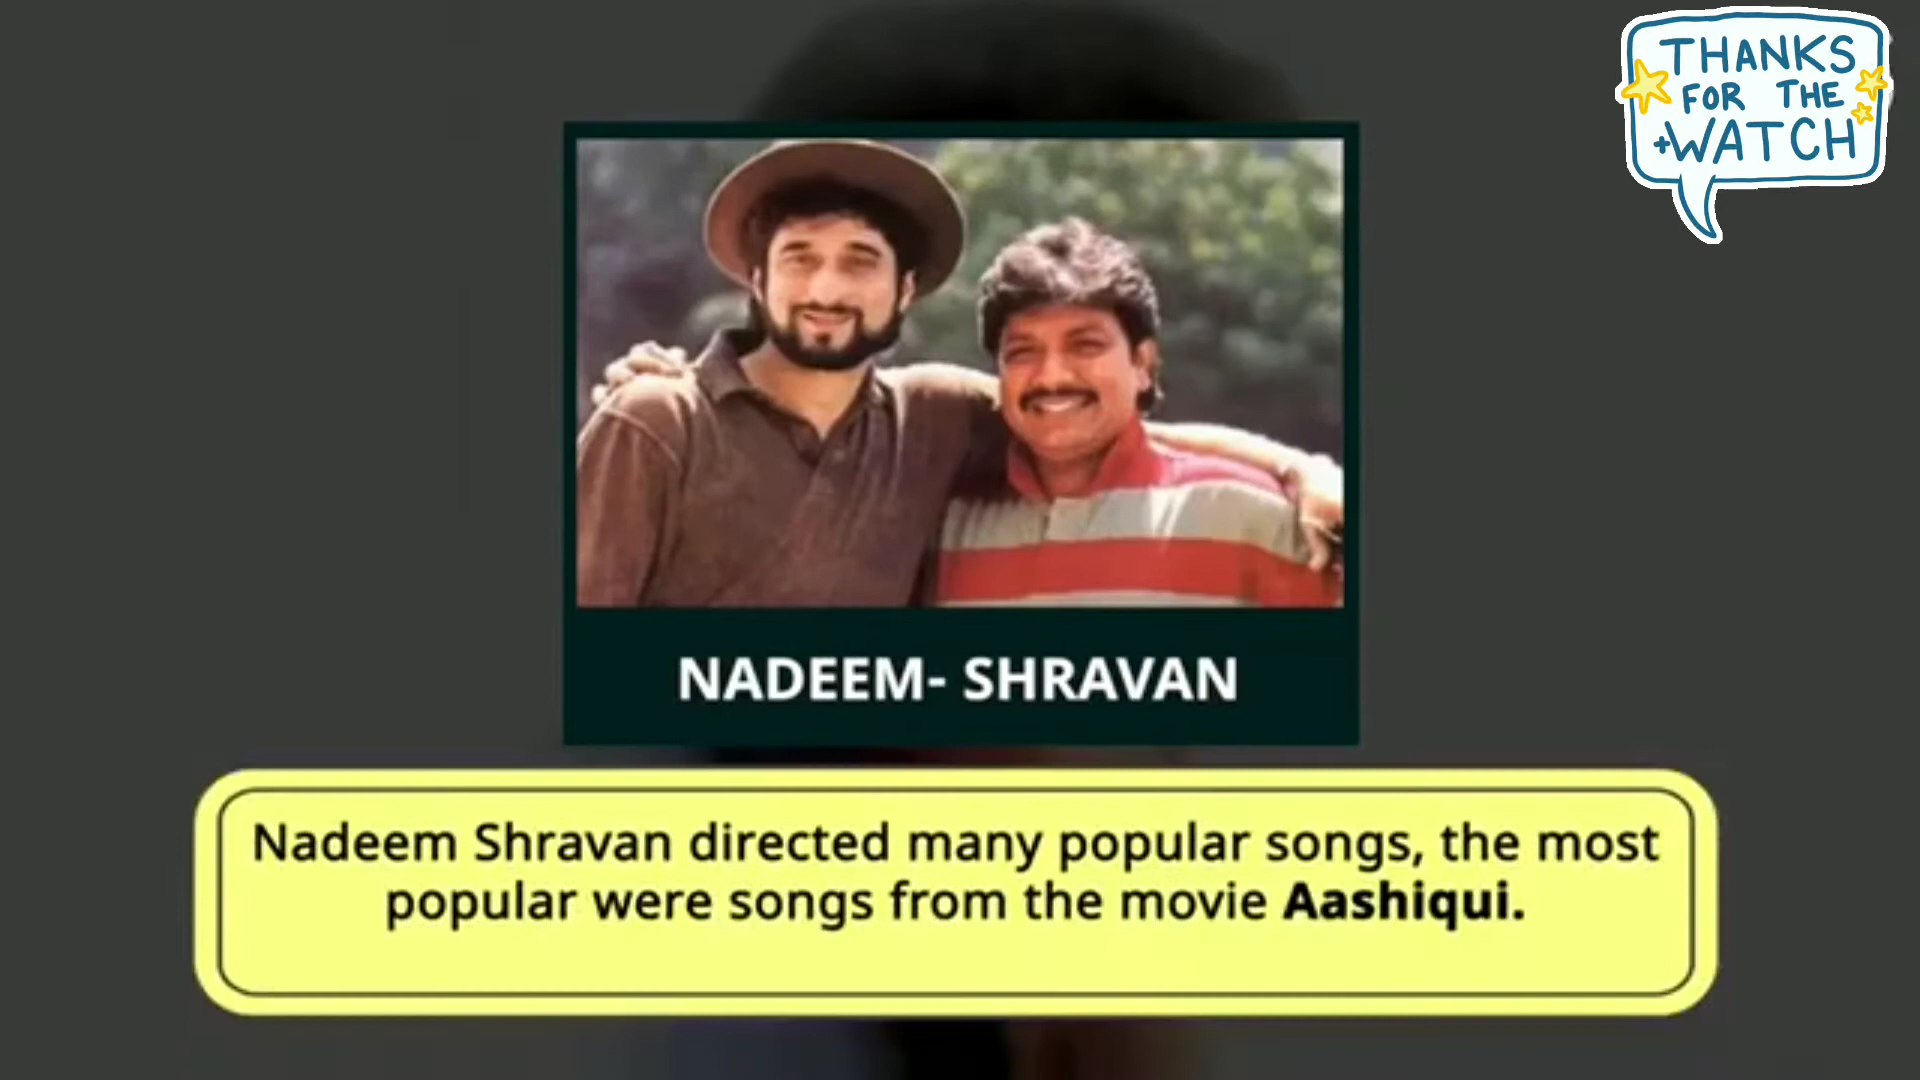 THANKS
FOR THE
WATCH
NADEEM- SHRAVAN
Nadeem Shravan directed many popular songs, the most
popular were songs from the movie Aashiqui.